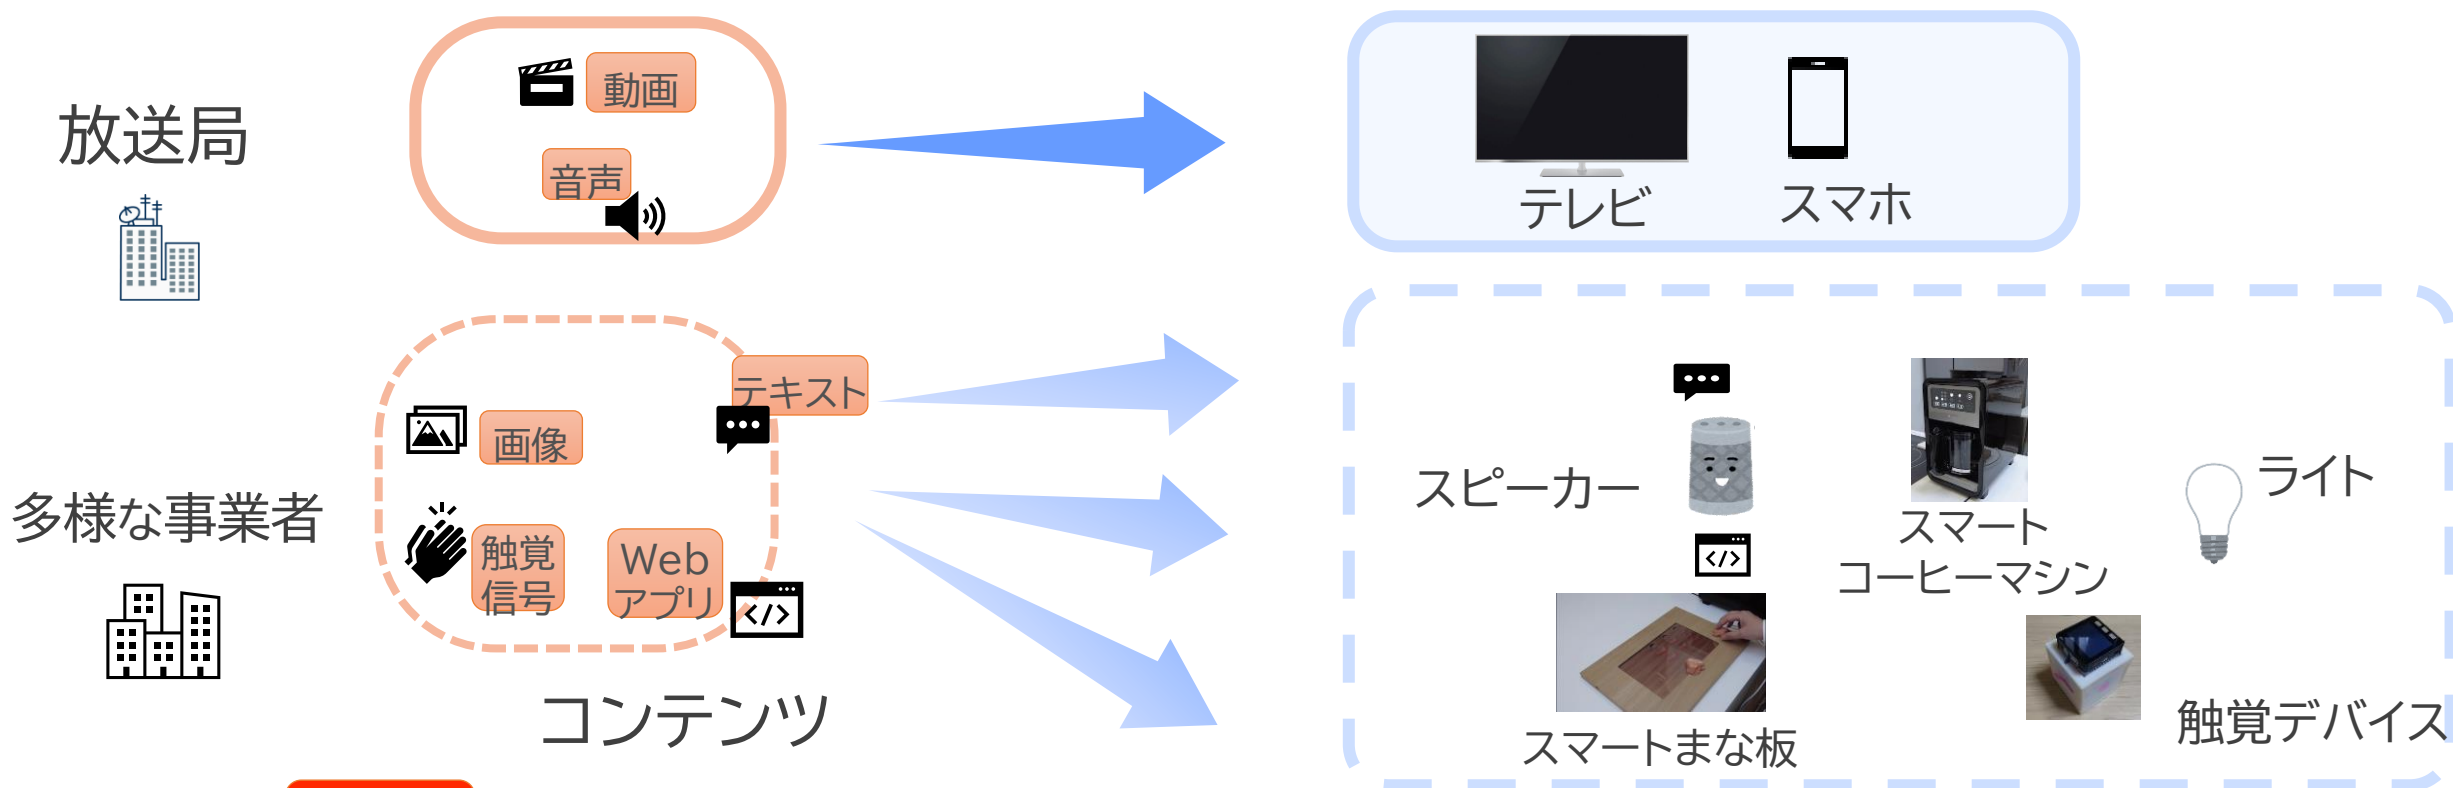 放送局
動画
音声
テレビ
スマホ
多様な事業者
テキスト
画像
触覚
信号
Web
アプリ
コンテンツ
スピーカー
スマート
コーヒーマシン
ライト
スマートまな板
触覚デバイス